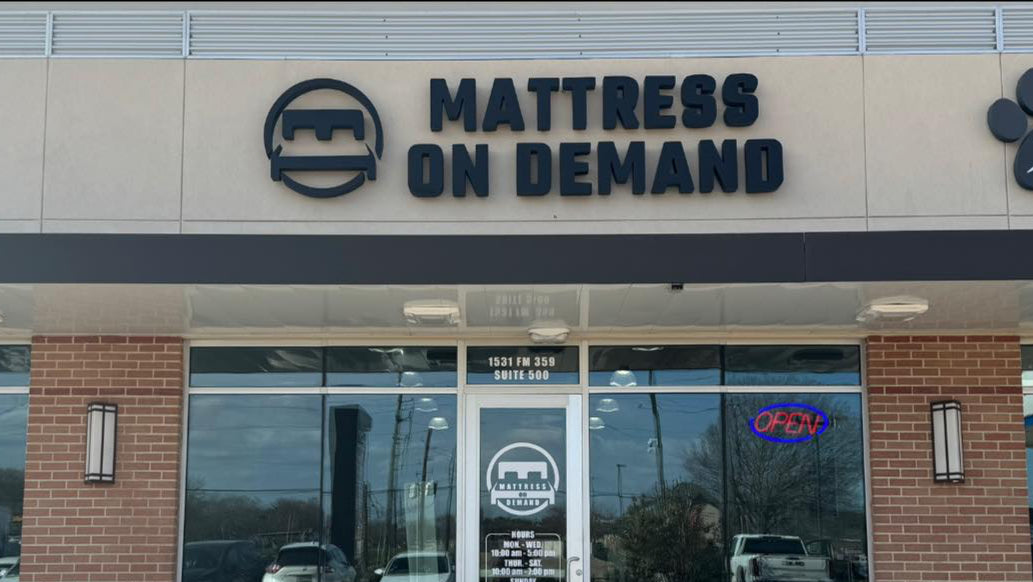 MATTRESS
ON DEMAND
1531 FM 359
SUITE 500
OPEN
MATTRESS
ON
DEMAND
HOURS
MON. - WED.
10:00 am - 5:00 pm
THUR. - SAT.
10:00 am - 7:00 pm
SUNDAY